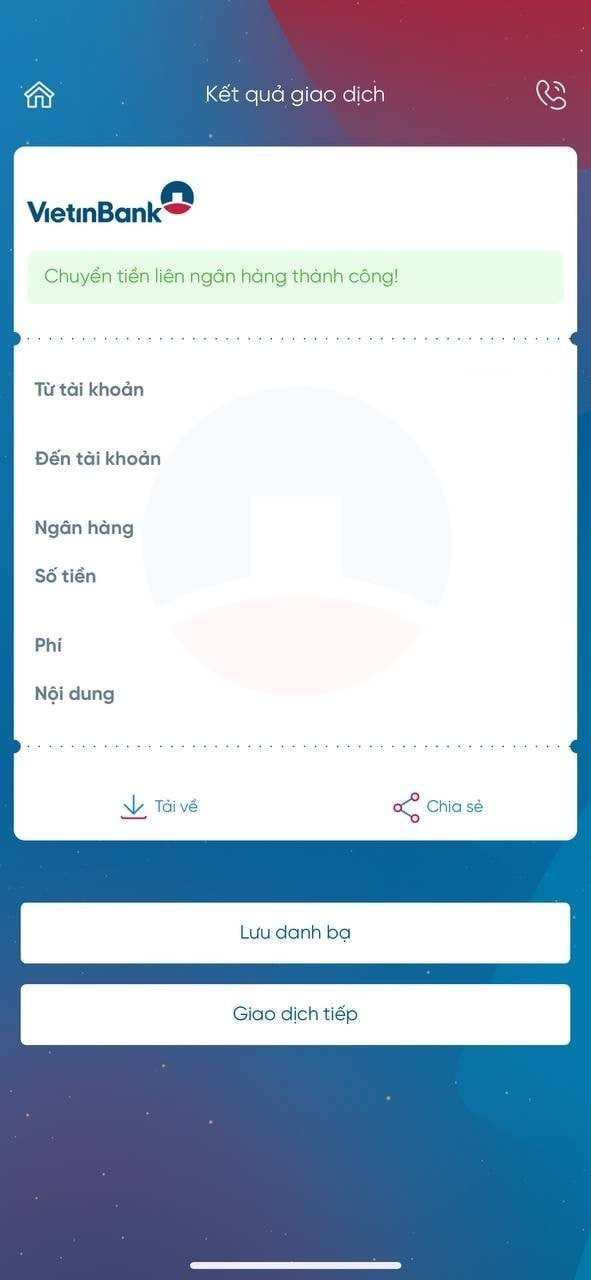 Kết quả giao dịch
VietinBank
Chuyển tiền liên ngân hàng thành công!
Từ tài khoản
Đến tài khoản
Ngân hàng
Số tiền
Phí
Nội dung
Tải về
Chia sẻ
Lưu danh bạ
Giao dịch tiếp